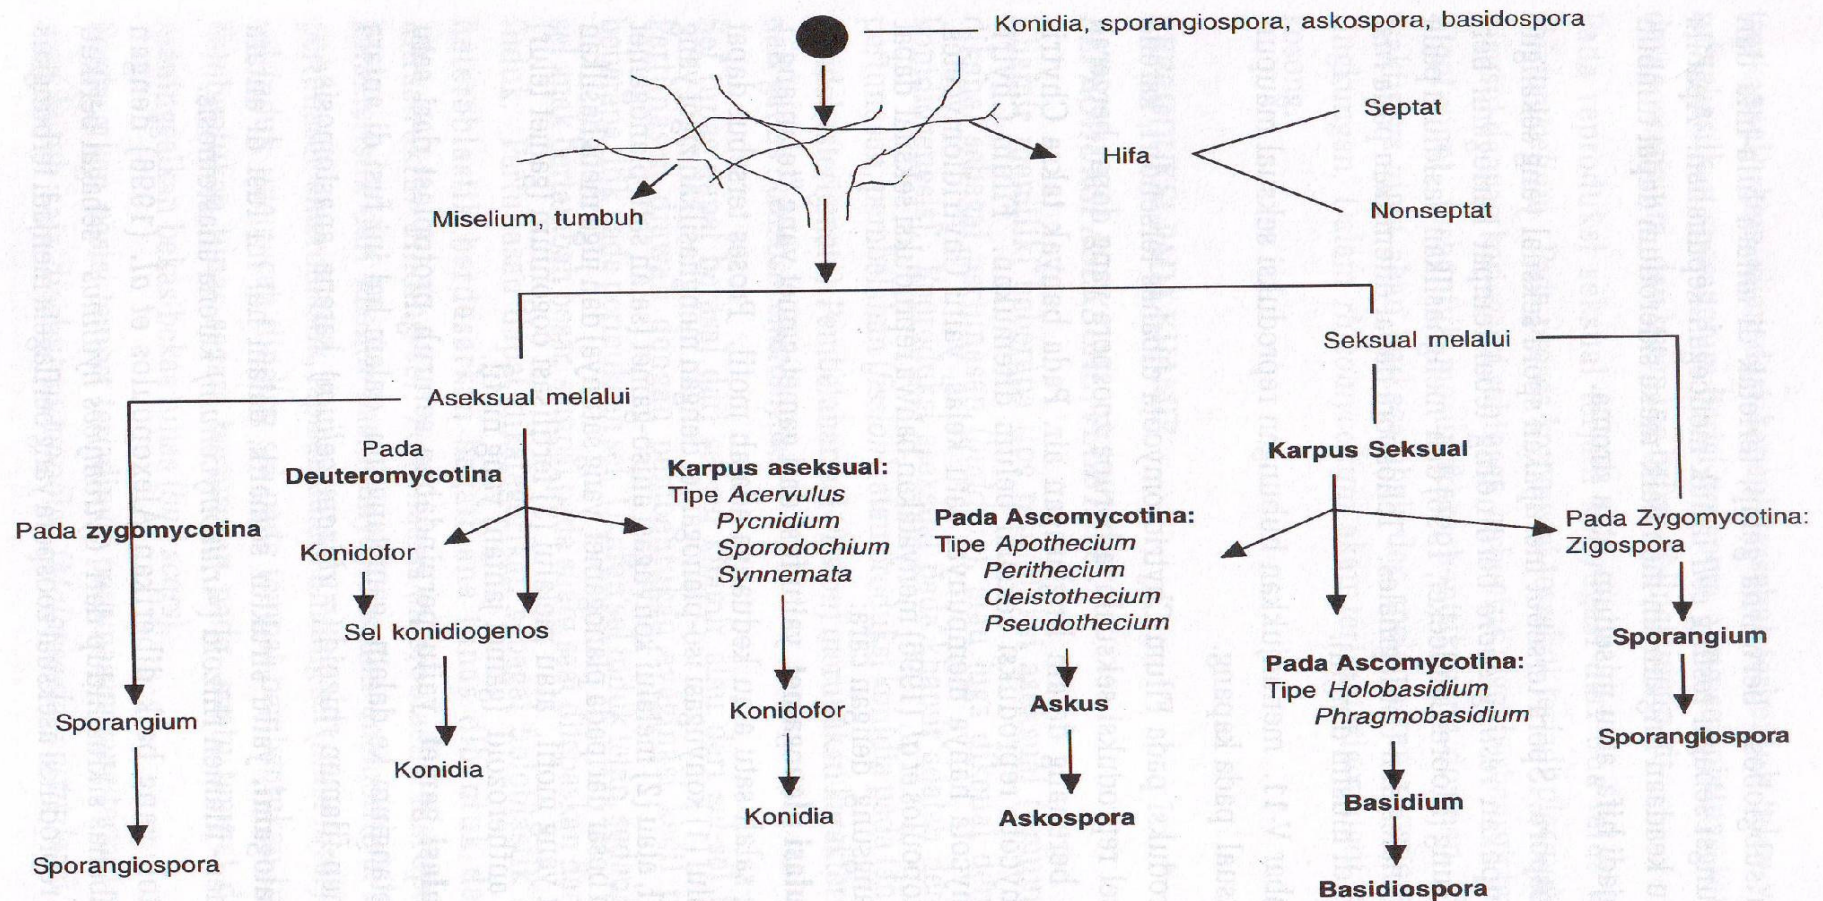 Konidia, sporangiospora, askospora, basidospora
Septat
Hifa
Nonseptat
Miselium, tumbuh
Seksual melalui
Aseksual melalui
Pada
Deuteromycotina
Karpus aseksual:
Tipe Acervulus
Pycnidium
Sporodochium
Synnemata
Karpus Seksual
Pada zygomycotina
Konidofor
Sel konidiogenos
Konidia
Sporangium
Sporangiospora
Konidofor
Konidia
Pada Ascomycotina:
Tipe Apothecium
Perithecium
Cleistothecium
Pseudothecium
Askus
Askospora
Pada Ascomycotina:
Tipe Holobasidium
Phragmobasidium
Basidium
Basidiospora
Pada Zygomycotina:
Zigospora
Sporangium
Sporangiospora